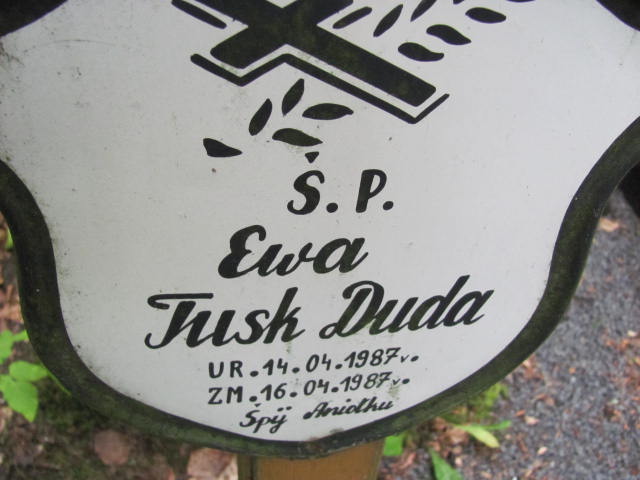 Ś. P.
Ewa
Tusk Duda
UR. 14. 04. 1987 r.
ZM. 16. 04. 1987 r.
Śpij Aniołku